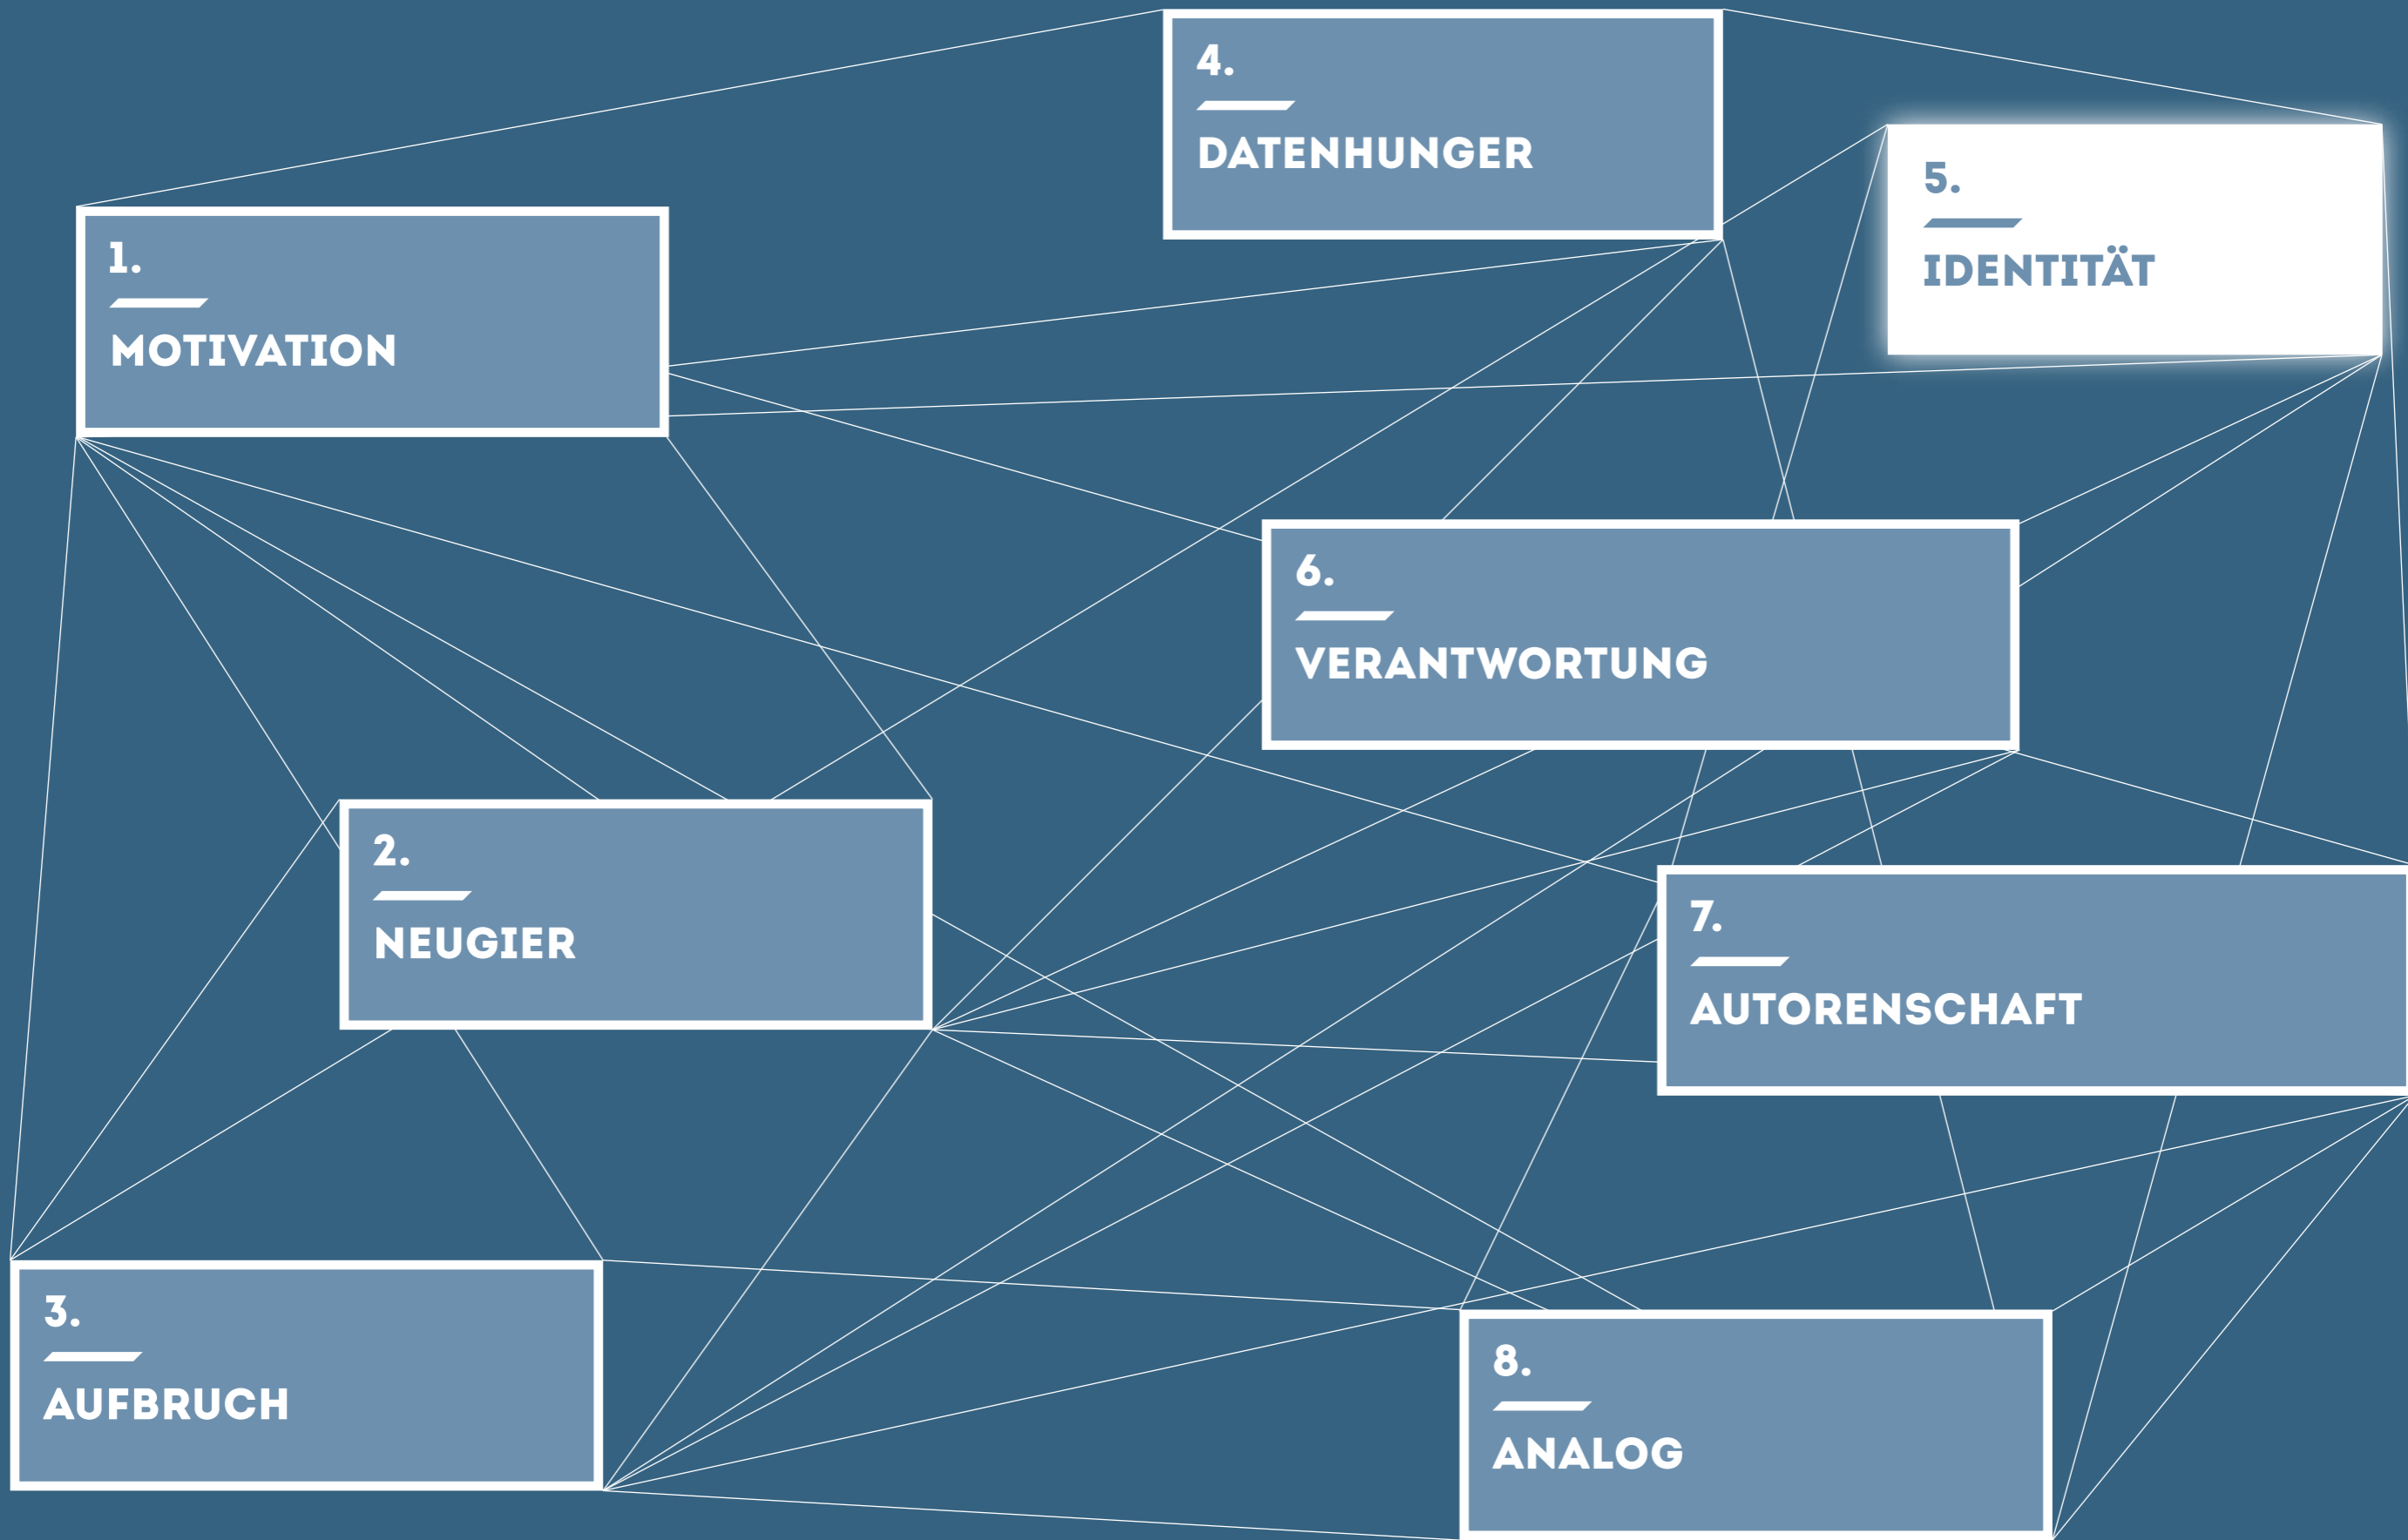 1.
MOTIVATION
2.
NEUGIER
3.
AUFBRUCH
4.
DATENHUNGER
5.
IDENTITÄT
6.
VERANTWORTUNG
7.
AUTORENSCHAFT
8.
ANALOG